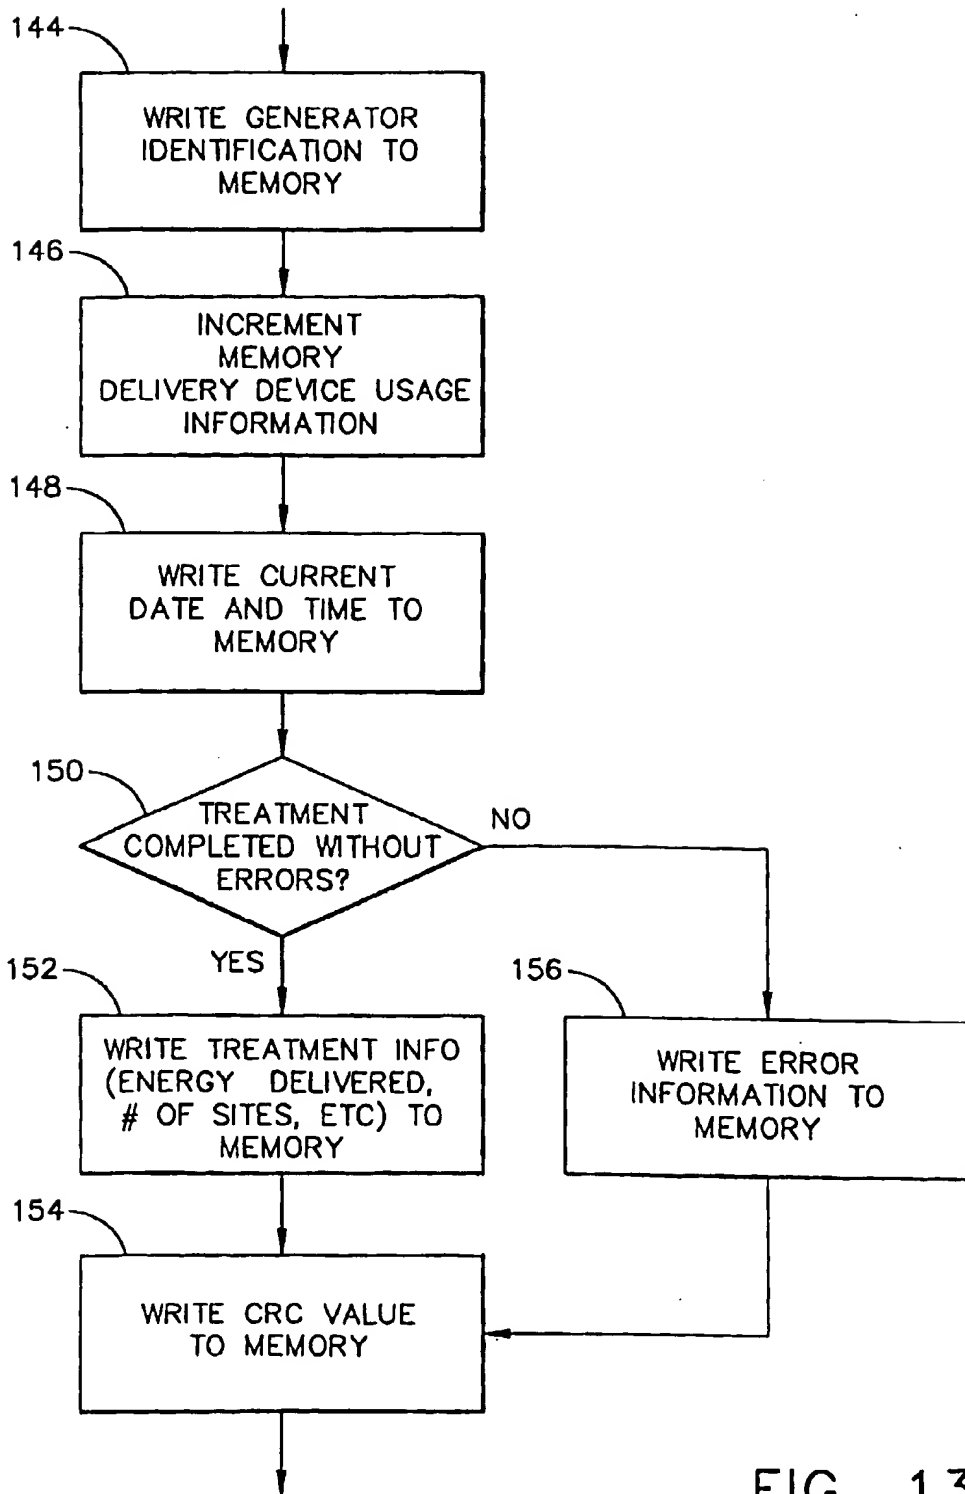 144
WRITE GENERATOR
IDENTIFICATION TO
MEMORY
146
INCREMENT
MEMORY
DELIVERY DEVICE USAGE
INFORMATION
148
WRITE CURRENT
DATE AND TIME TO
MEMORY
150
TREATMENT
COMPLETED WITHOUT
ERRORS?
NO
YES
152
WRITE TREATMENT INFO
(ENERGY DELIVERED,
# OF SITES, ETC) TO
MEMORY
156
WRITE ERROR
INFORMATION TO
MEMORY
154
WRITE CRC VALUE
TO MEMORY
FIG. 13